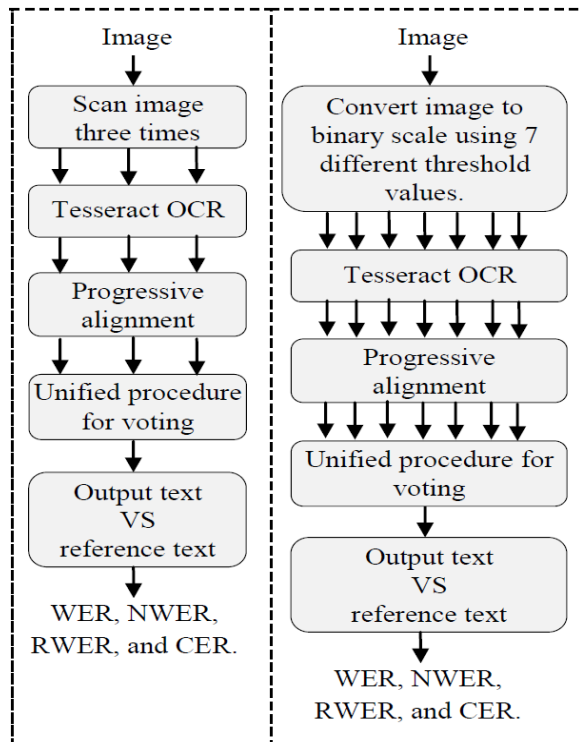 Image
Scan image
three times
Tesseract OCR
Progressive
alignment
Unified procedure
for voting
Output text
VS
reference text
WER, NWER,
RWER, and CER.
Image
Convert image to
binary scale using 7
different threshold
values.
Tesseract OCR
Progressive
alignment
Unified procedure for
voting
Output text
VS
reference text
WER, NWER,
RWER, and CER.